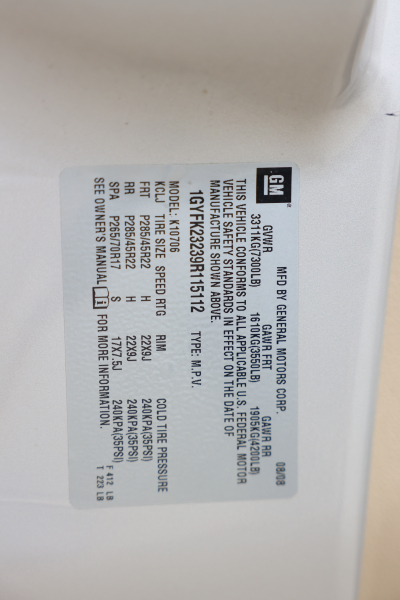 GM
MFD BY GENERAL MOTORS CORP. 08/08
GVWR GAWR FRT GAWR RR
3311KG(7300LB) 1610KG(3550LB) 1905KG(4200LB)
THIS VEHICLE CONFORMS TO ALL APPLICABLE U.S. FEDERAL MOTOR
VEHICLE SAFETY STANDARDS IN EFFECT ON THE DATE OF
MANUFACTURE SHOWN ABOVE.
1GYFK23239R115112 TYPE: M.P.V.
MODEL: K10706
KCLJ TIRE SIZE SPEED RTG RIM COLD TIRE PRESSURE
FRT P285/45R22 H 22X9J 240KPA(35PSI)
RR P285/45R22 H 22X9J 240KPA(35PSI)
SPA P265/70R17 S 17X7.5J 240KPA(35PSI)
SEE OWNER'S MANUAL i FOR MORE INFORMATION.
F 412 LB
T 223 LB